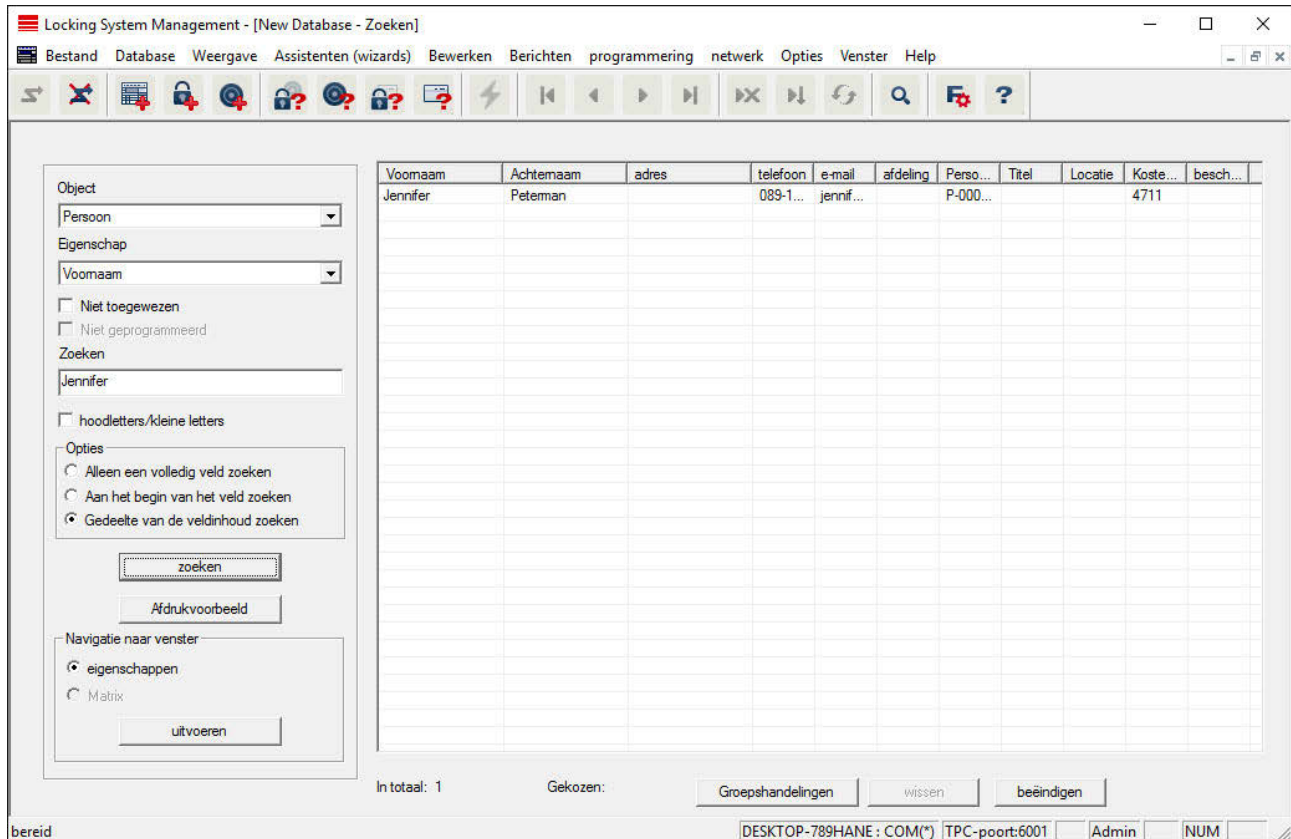 Locking System Management - [New Database - Zoeken]
Bestand Database Weergave Assistenten (wizards) Bewerken Berichten programmering netwerk Opties Venster Help
Object
Persoon
Eigenschap
Voornaam
Niet toegewezen
Niet geprogrammeerd
Zoeken
Jennifer
hoodletters/kleine letters
Opties
Alleen een volledig veld zoeken
Aan het begin van het veld zoeken
Gedeelte van de veldinhoud zoeken
zoeken
Afdrukvoorbeeld
Navigatie naar venster
eigenschappen
Matrix
uitvoeren
Voornaam Achternaam adres telefoon e-mail afdeling Perso... Titel Locatie Koste... besch...
Jennifer Peterman 089-1... jennif... P-000... 4711
In totaal: 1 Gekozen: Groepshandelingen wissen beëindigen
bereid DESKTOP-789HANE : COM(*) TPC-poort:6001 Admin NUM